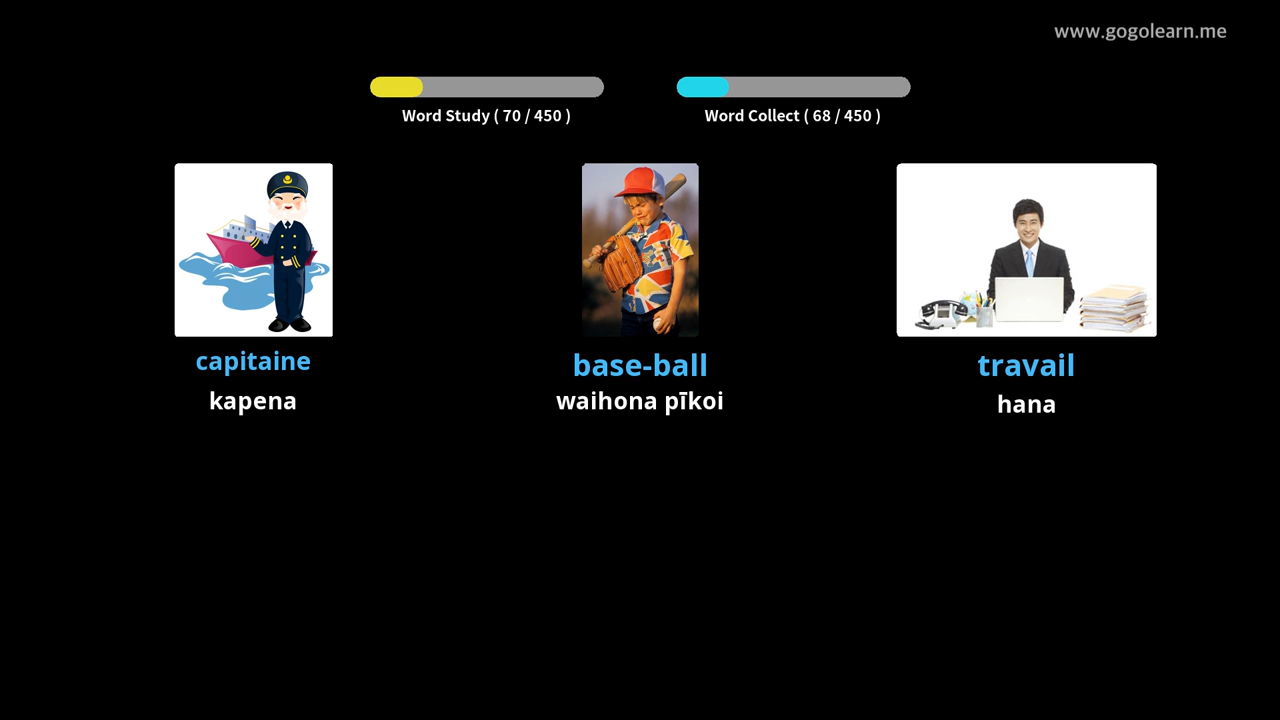 www.gogolearn.me
Word Study ( 70 / 450 )
Word Collect ( 68 / 450 )
capitaine
kapena
base-ball
waihona pīkoi
travail
hana